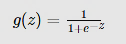 g(z) = 1/(1+e^-z)